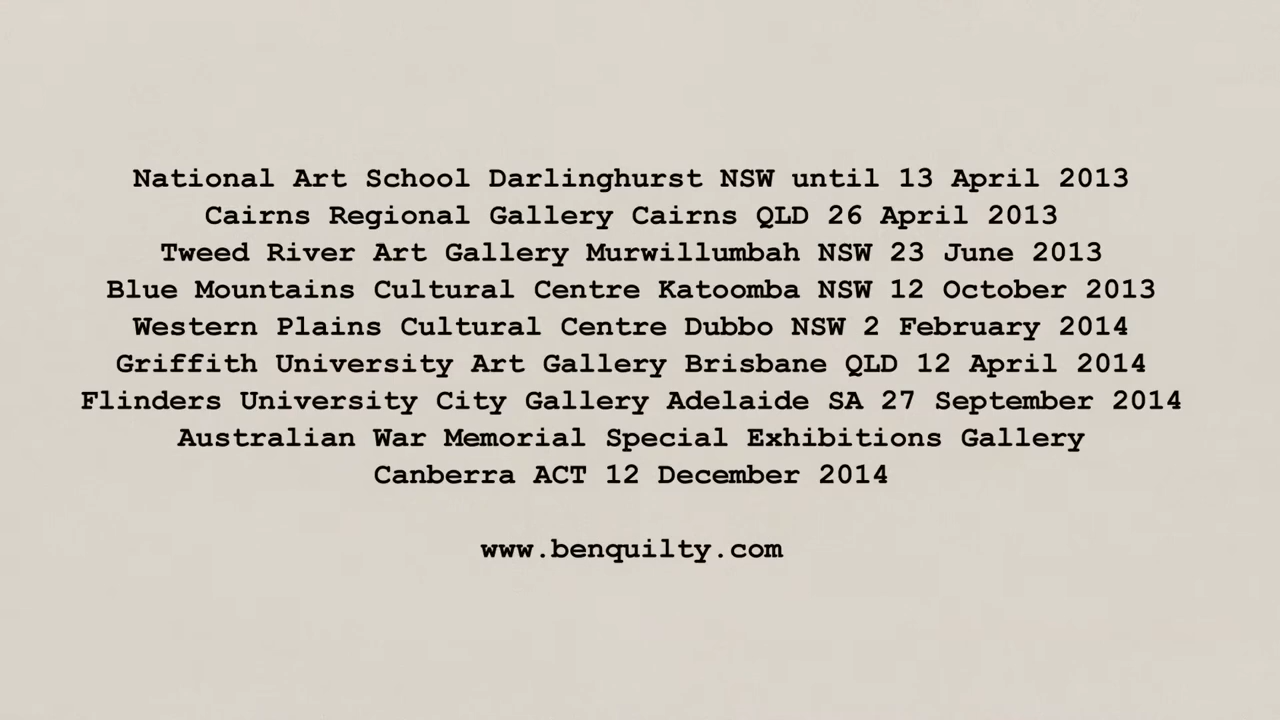 National Art School Darlinghurst NSW until 13 April 2013
Cairns Regional Gallery Cairns QLD 26 April 2013
Tweed River Art Gallery Murwillumbah NSW 23 June 2013
Blue Mountains Cultural Centre Katoomba NSW 12 October 2013
Western Plains Cultural Centre Dubbo NSW 2 February 2014
Griffith University Art Gallery Brisbane QLD 12 April 2014
Flinders University City Gallery Adelaide SA 27 September 2014
Australian War Memorial Special Exhibitions Gallery
Canberra ACT 12 December 2014
www.benquilty.com